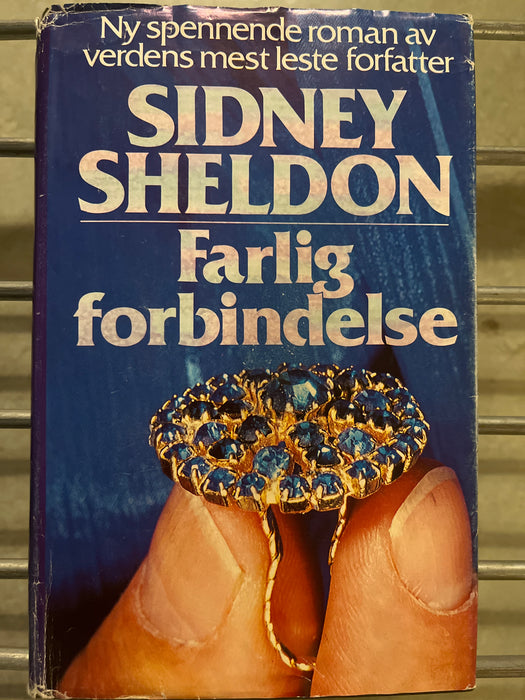 Ny spennende roman av
verdens mest leste forfatter
SIDNEY
SHELDON
Farlig
forbindelse